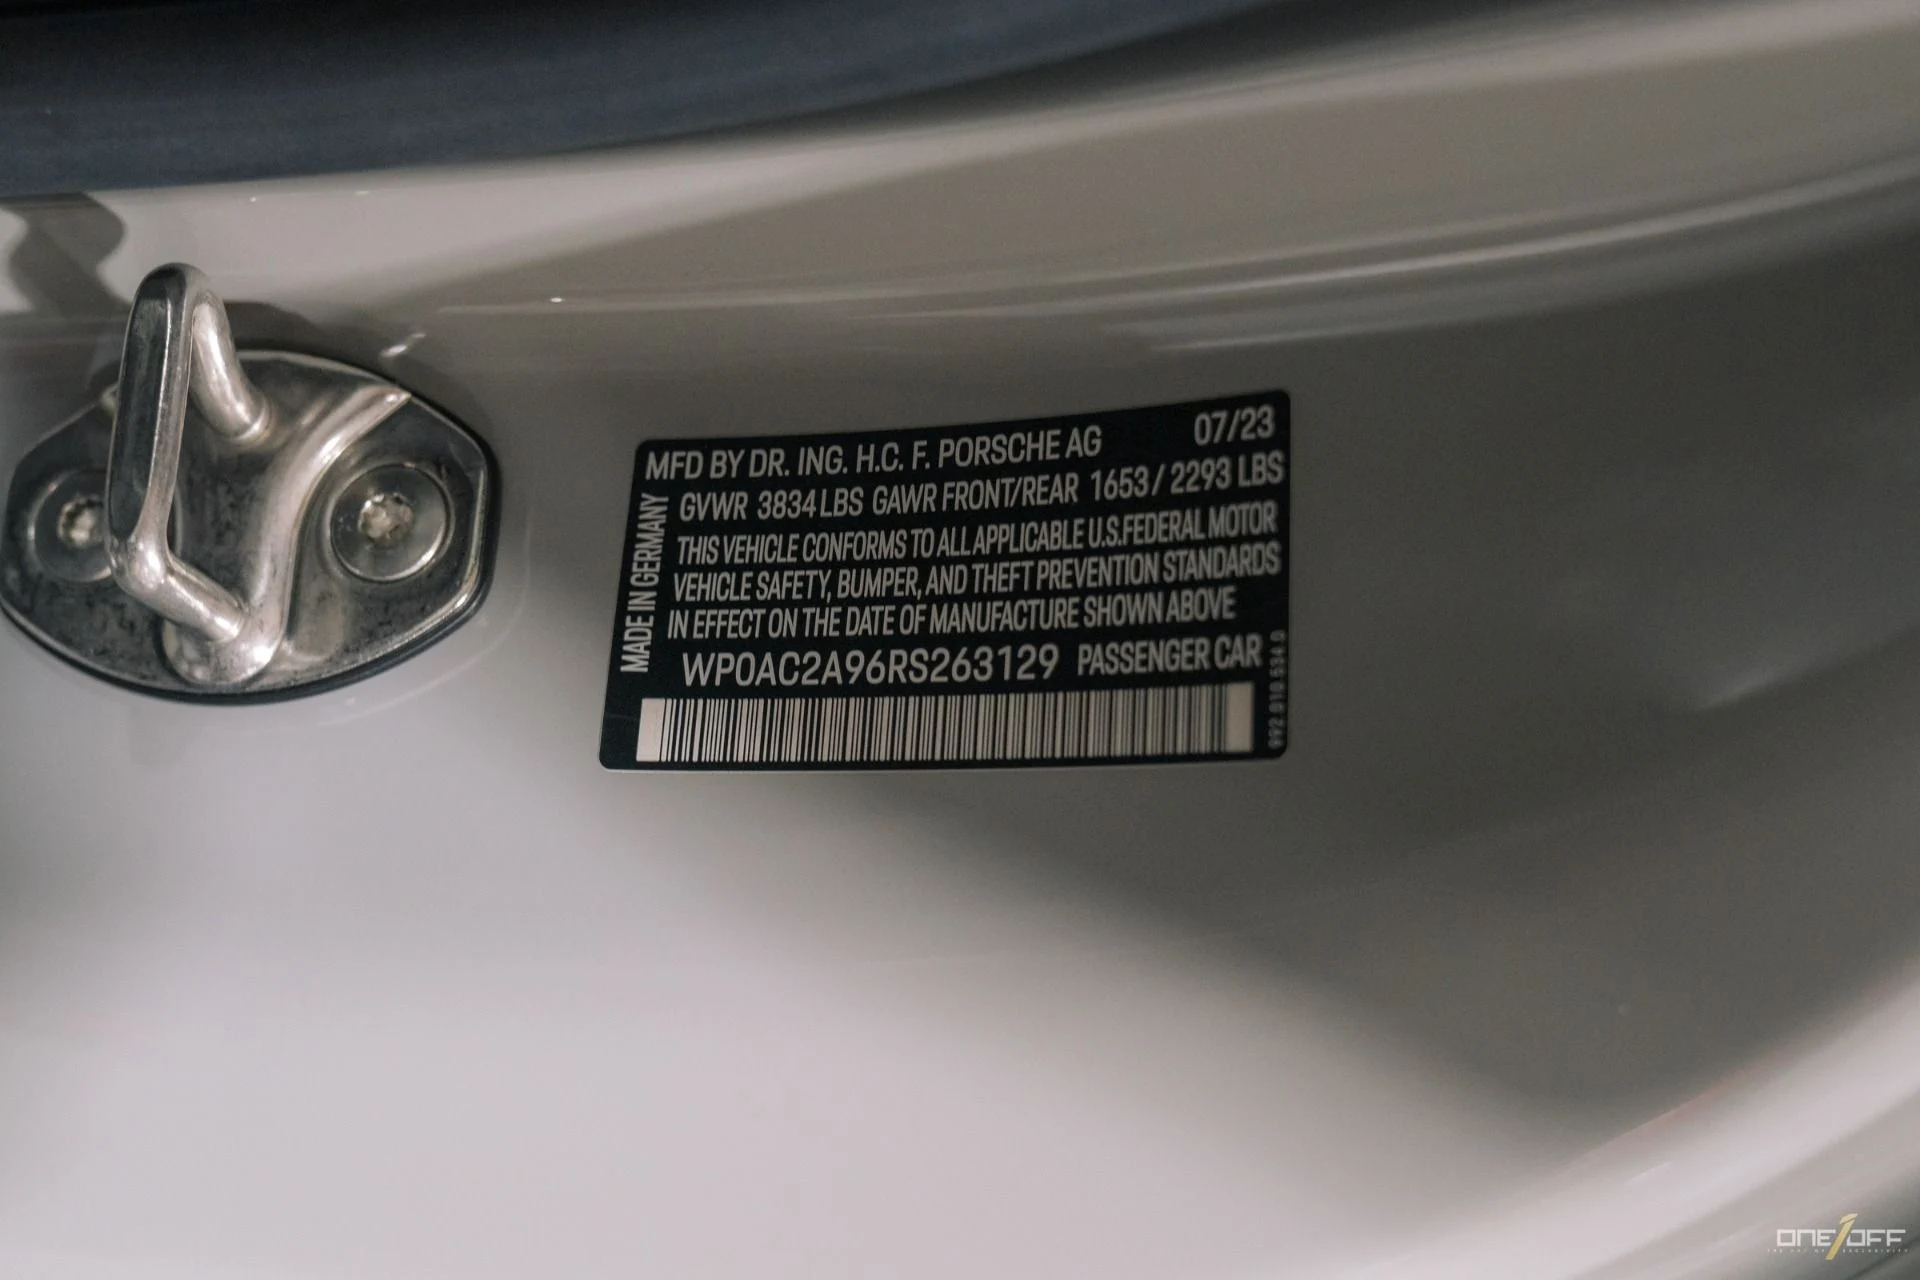 MFD BY DR. ING. H.C. F. PORSCHE AG 07/23
GVWR 3834 LBS GAWR FRONT/REAR 1653 / 2293 LBS
THIS VEHICLE CONFORMS TO ALL APPLICABLE U.S. FEDERAL MOTOR
VEHICLE SAFETY, BUMPER, AND THEFT PREVENTION STANDARDS
IN EFFECT ON THE DATE OF MANUFACTURE SHOWN ABOVE
WP0AC2A96RS263129 PASSENGER CAR
MADE IN GERMANY
ONE1OFF